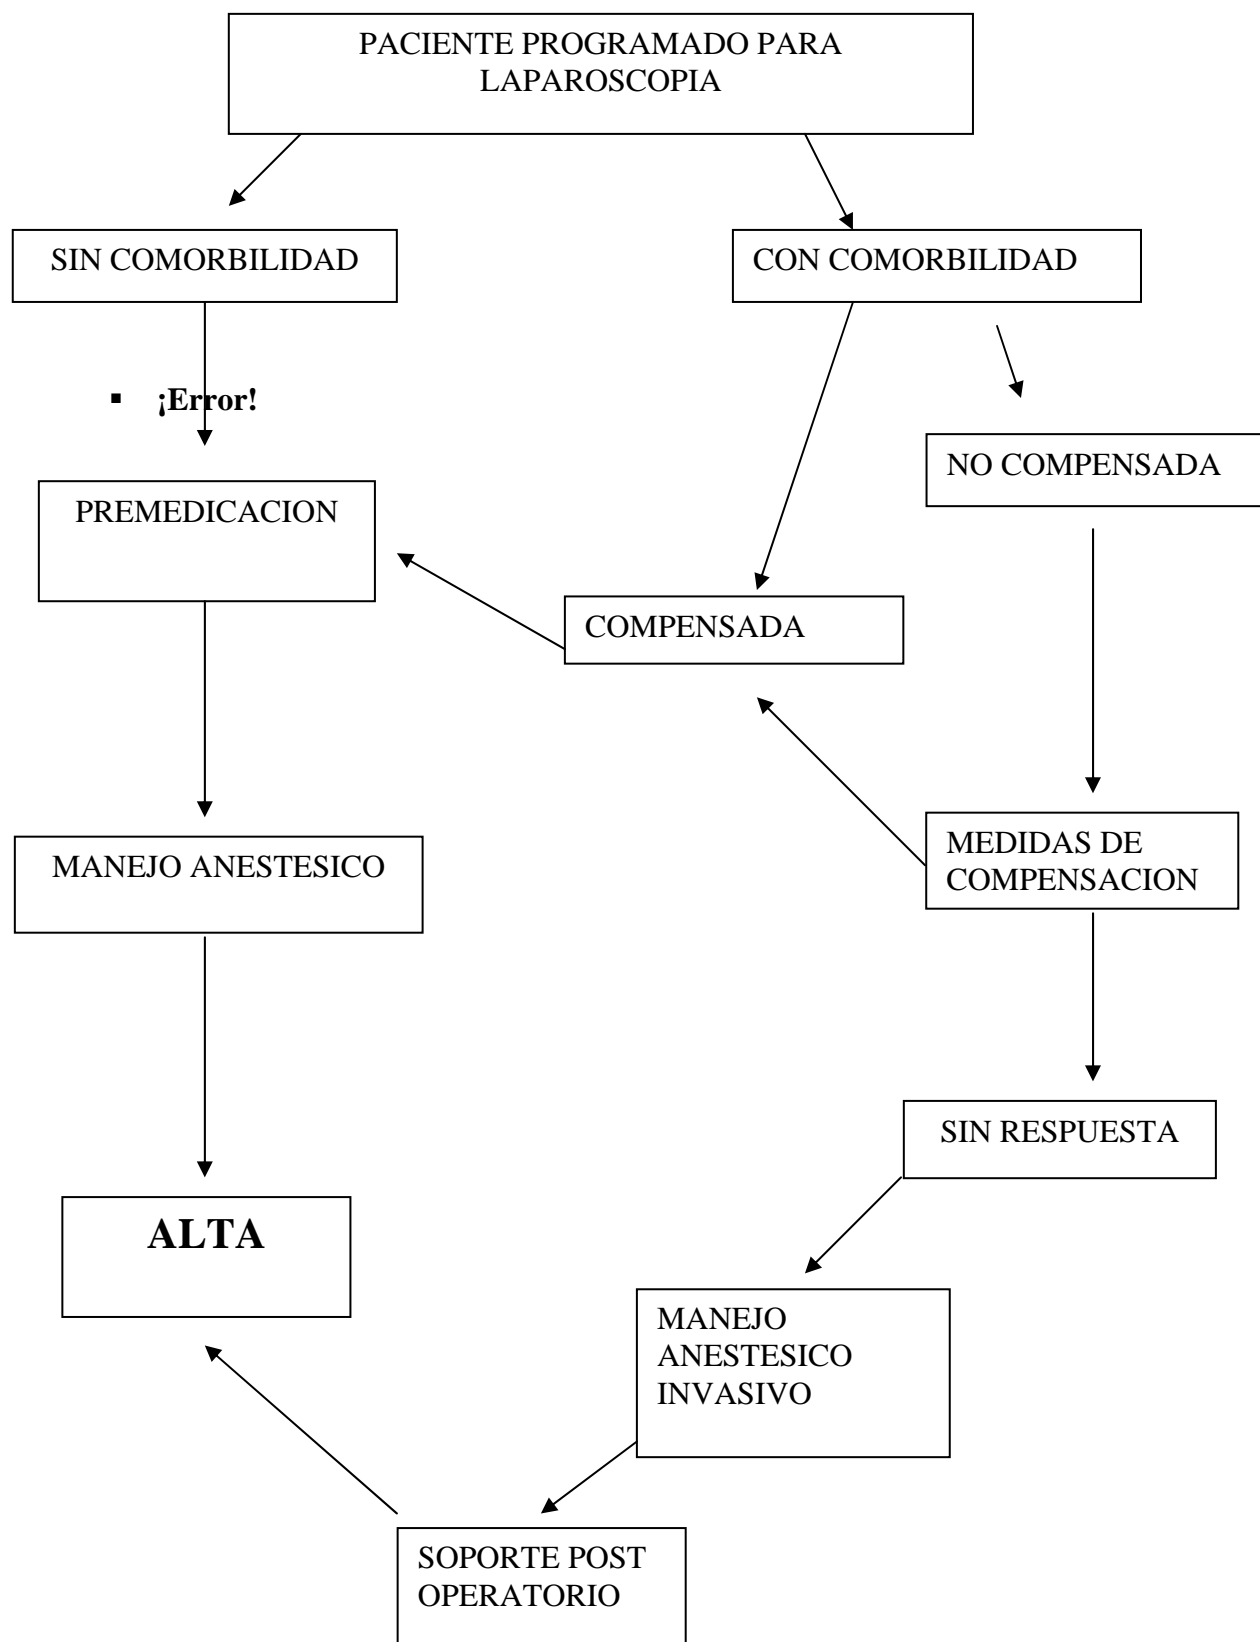 PACIENTE PROGRAMADO PARA
LAPAROSCOPIA
SIN COMORBILIDAD
CON COMORBILIDAD
▪ ¡Error!
NO COMPENSADA
PREMEDICACION
COMPENSADA
MEDIDAS DE
COMPENSACION
MANEJO ANESTESICO
SIN RESPUESTA
ALTA
MANEJO
ANESTESICO
INVASIVO
SOPORTE POST
OPERATORIO